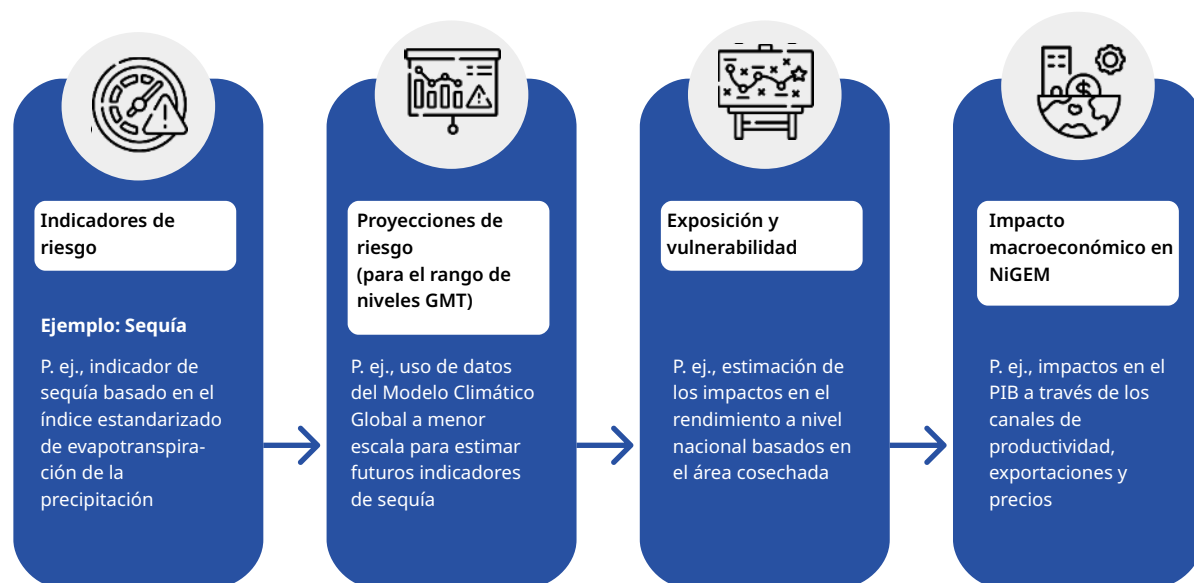 Indicadores de
riesgo
Ejemplo: Sequía
P. ej., indicador de
sequía basado en el
índice estandarizado
de evapotranspira-
ción de la
precipitación
Proyecciones de
riesgo
(para el rango de
niveles GMT)
P. ej., uso de datos
del Modelo Climático
Global a menor
escala para estimar
futuros indicadores
de sequía
Exposición y
vulnerabilidad
P. ej., estimación de
los impactos en el
rendimiento a nivel
nacional basados en
el área cosechada
Impacto
macroeconómico en
NiGEM
P. ej., impactos en el
PIB a través de los
canales de
productividad,
exportaciones y
precios